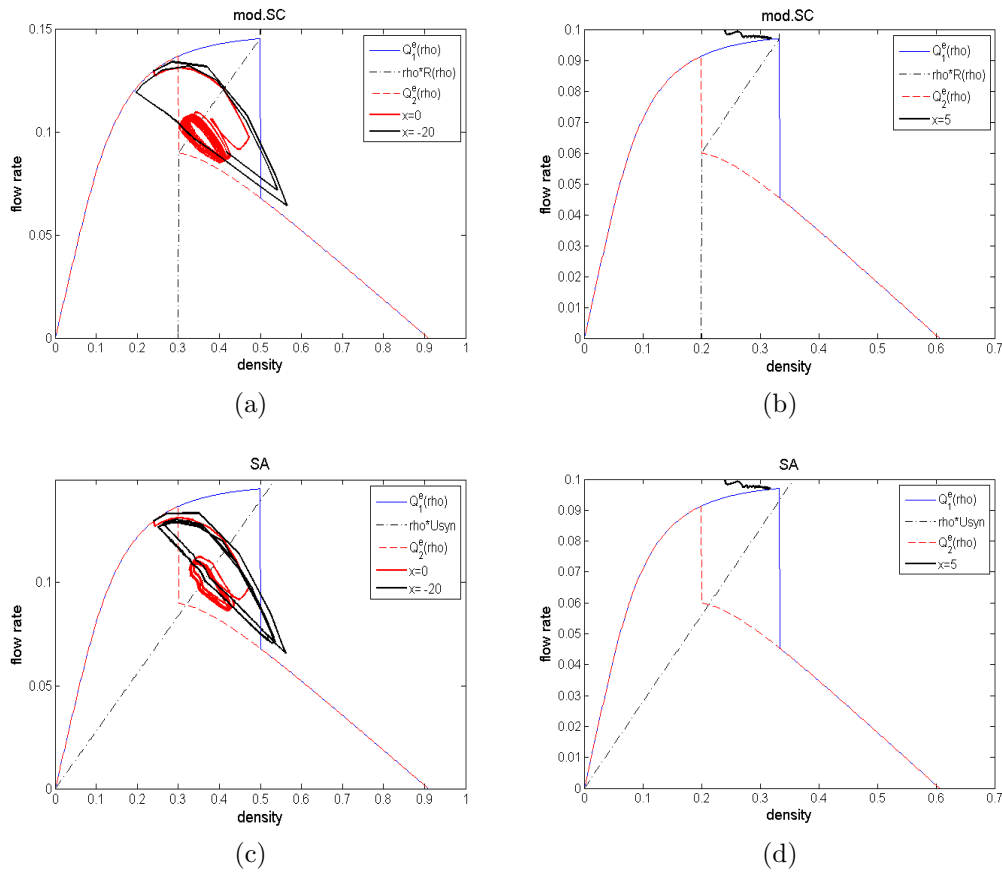 mod.SC
0.15
0.1
0.05
0
flow rate
0 0.1 0.2 0.3 0.4 0.5 0.6 0.7 0.8 0.9 1
density
Q₁ᵉ(rho)
rho*R(rho)
Q₂ᵉ(rho)
x=0
x= -20
(a)
mod.SC
0.1
0.09
0.08
0.07
0.06
0.05
0.04
0.03
0.02
0.01
0
flow rate
0 0.1 0.2 0.3 0.4 0.5 0.6 0.7
density
Q₁ᵉ(rho)
rho*R(rho)
Q₂ᵉ(rho)
x=5
(b)
SA
0.1
0.05
0
flow rate
0 0.1 0.2 0.3 0.4 0.5 0.6 0.7 0.8 0.9 1
density
Q₁ᵉ(rho)
rho*Usyn
Q₂ᵉ(rho)
x=0
x= -20
(c)
SA
0.1
0.09
0.08
0.07
0.06
0.05
0.04
0.03
0.02
0.01
0
flow rate
0 0.1 0.2 0.3 0.4 0.5 0.6 0.7
density
Q₁ᵉ(rho)
rho*Usyn
Q₂ᵉ(rho)
x=5
(d)